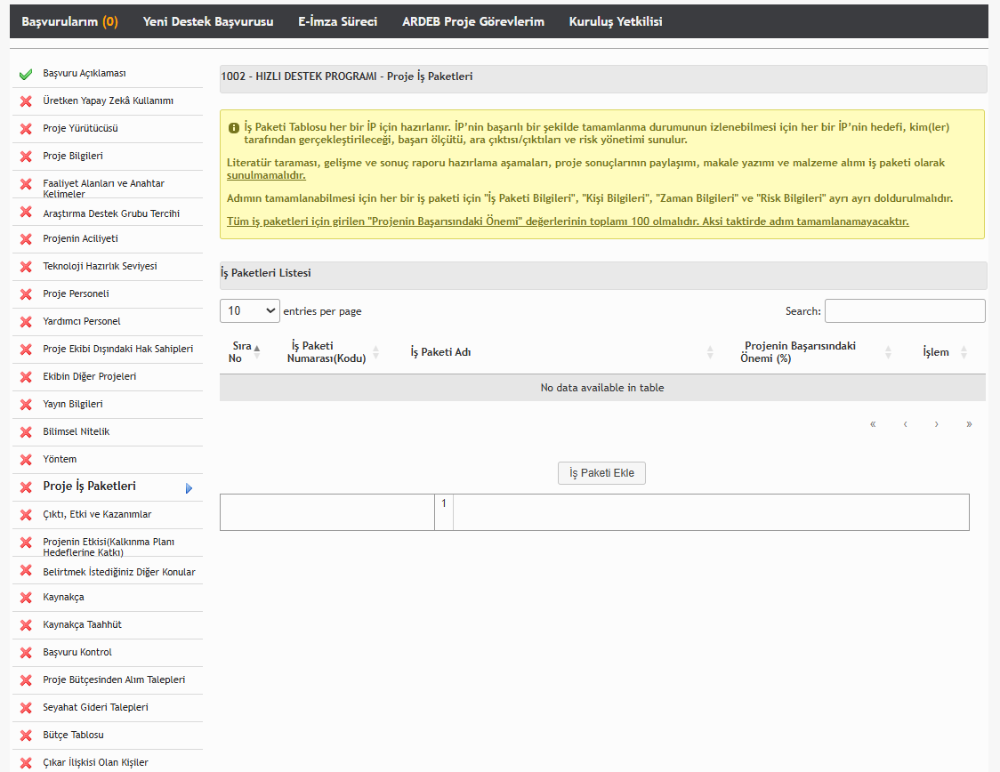 Başvurularım (0) Yeni Destek Başvurusu E-İmza Süreci ARDEB Proje Görevlerim Kuruluş Yetkilisi
Başvuru Açıklaması
Üretken Yapay Zekâ Kullanımı
Proje Yürütücüsü
Proje Bilgileri
Faaliyet Alanları ve Anahtar
Kelimeler
Araştırma Destek Grubu Tercihi
Projenin Aciliyeti
Teknoloji Hazırlık Seviyesi
Proje Personeli
Yardımcı Personel
Proje Ekibi Dışındaki Hak Sahipleri
Ekibin Diğer Projeleri
Yayın Bilgileri
Bilimsel Nitelik
Yöntem
Proje İş Paketleri
Çıktı, Etki ve Kazanımlar
Projenin Etkisi(Kalkınma Planı
Hedeflerine Katkı)
Belirtmek İstediğiniz Diğer Konular
Kaynakça
Kaynakça Taahhüt
Başvuru Kontrol
Proje Bütçesinden Alım Talepleri
Seyahat Gideri Talepleri
Bütçe Tablosu
Çıkar İlişkisi Olan Kişiler
1002 - HIZLI DESTEK PROGRAMI - Proje İş Paketleri
İş Paketi Tablosu her bir İP için hazırlanır. İP’nin başarılı bir şekilde tamamlanma durumunun izlenebilmesi için her bir İP’nin hedefi, kim(ler)
tarafından gerçekleştirileceği, başarı ölçütü, ara çıktısı/çıktıları ve risk yönetimi sunulur.
Literatür taraması, gelişme ve sonuç raporu hazırlama aşamaları, proje sonuçlarının paylaşımı, makale yazımı ve malzeme alımı iş paketi olarak
sunulmamalıdır.
Adımın tamamlanabilmesi için her bir iş paketi için "İş Paketi Bilgileri", "Kişi Bilgileri", "Zaman Bilgileri" ve "Risk Bilgileri" ayrı ayrı doldurulmalıdır.
Tüm iş paketleri için girilen "Projenin Başarısındaki Önemi" değerlerinin toplamı 100 olmalıdır. Aksi taktirde adım tamamlanamayacaktır.
İş Paketleri Listesi
10 entries per page Search:
Sıra
No
İş Paketi
Numarası(Kodu)
İş Paketi Adı
Projenin Başarısındaki
Önemi (%)
İşlem
No data available in table
« ‹ › »
İş Paketi Ekle
1